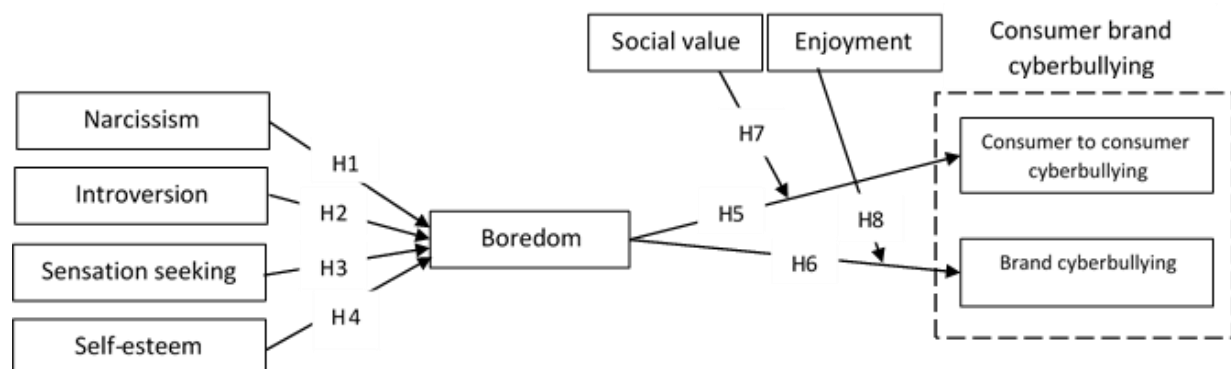 Social value
Enjoyment
Consumer brand
cyberbullying
Narcissism
H1
H7
Consumer to consumer
cyberbullying
Introversion
H2
H5
H8
Boredom
Sensation seeking
H3
H6
Brand cyberbullying
H4
Self-esteem